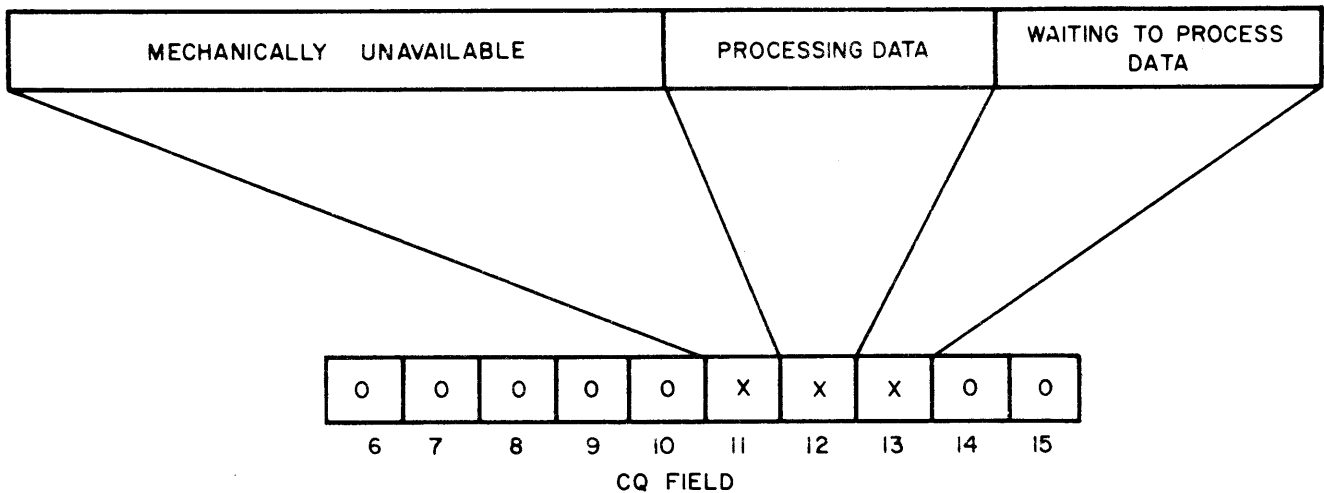 MECHANICALLY UNAVAILABLE
PROCESSING DATA
WAITING TO PROCESS
DATA
0 0 0 0 0 X X X 0 0
6 7 8 9 10 11 12 13 14 15
CQ FIELD